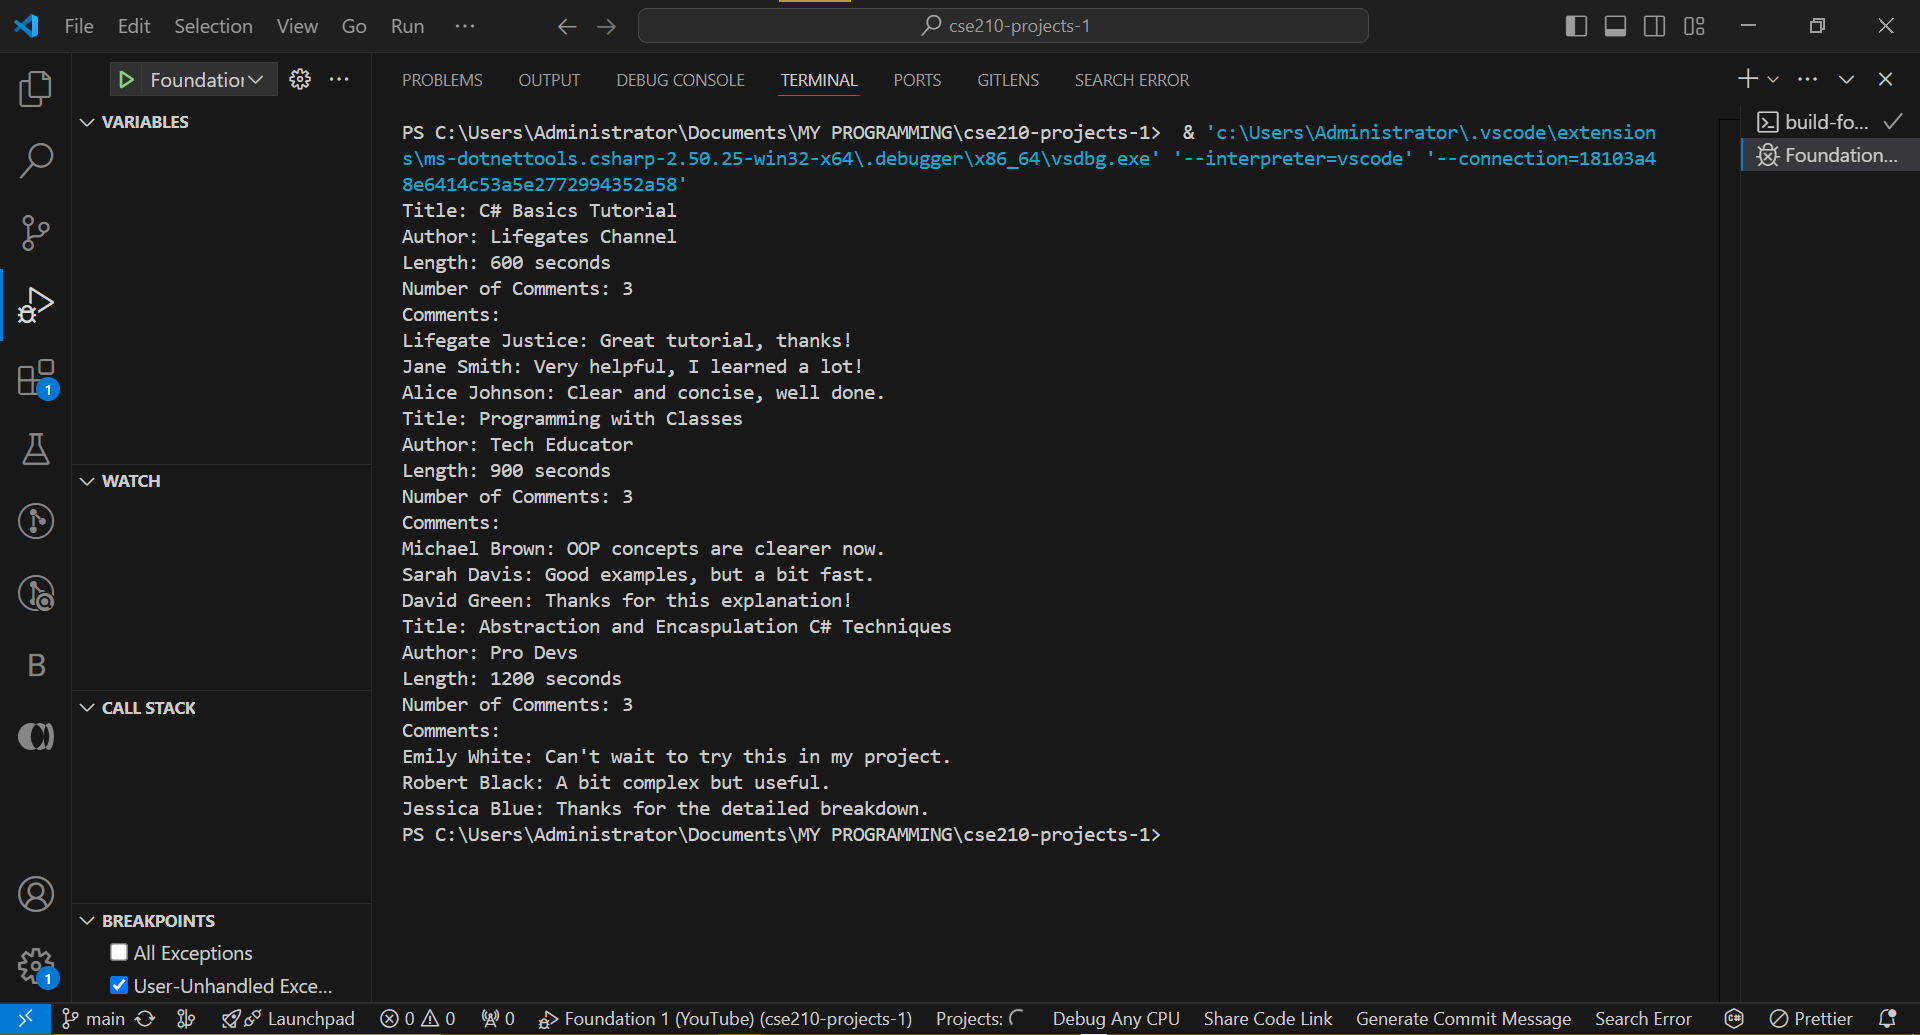 File Edit Selection View Go Run ··· cse210-projects-1
Foundation ···
VARIABLES
WATCH
CALL STACK
BREAKPOINTS
All Exceptions
User-Unhandled Exce...
1
B
1
PROBLEMS OUTPUT DEBUG CONSOLE TERMINAL PORTS GITLENS SEARCH ERROR
PS C:\Users\Administrator\Documents\MY PROGRAMMING\cse210-projects-1>  & 'c:\Users\Administrator\.vscode\extension
s\ms-dotnettools.csharp-2.50.25-win32-x64\.debugger\x86_64\vsdbg.exe' '--interpreter=vscode' '--connection=18103a4
8e6414c53a5e2772994352a58'
Title: C# Basics Tutorial
Author: Lifegates Channel
Length: 600 seconds
Number of Comments: 3
Comments:
Lifegate Justice: Great tutorial, thanks!
Jane Smith: Very helpful, I learned a lot!
Alice Johnson: Clear and concise, well done.
Title: Programming with Classes
Author: Tech Educator
Length: 900 seconds
Number of Comments: 3
Comments:
Michael Brown: OOP concepts are clearer now.
Sarah Davis: Good examples, but a bit fast.
David Green: Thanks for this explanation!
Title: Abstraction and Encaspulation C# Techniques
Author: Pro Devs
Length: 1200 seconds
Number of Comments: 3
Comments:
Emily White: Can't wait to try this in my project.
Robert Black: A bit complex but useful.
Jessica Blue: Thanks for the detailed breakdown.
PS C:\Users\Administrator\Documents\MY PROGRAMMING\cse210-projects-1>
build-fo...
Foundation...
main Launchpad 0 0 0 Foundation 1 (YouTube) (cse210-projects-1) Projects: Debug Any CPU Share Code Link Generate Commit Message Search Error Prettier